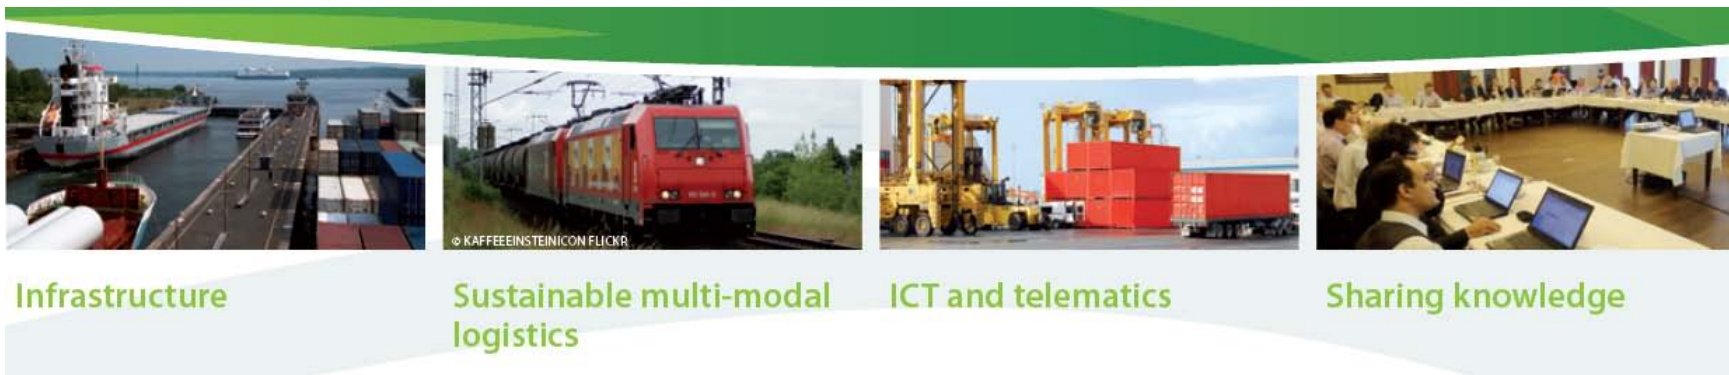 © KAFFEEEINSTEINICON FLICKR
Infrastructure
Sustainable multi-modal
logistics
ICT and telematics
Sharing knowledge